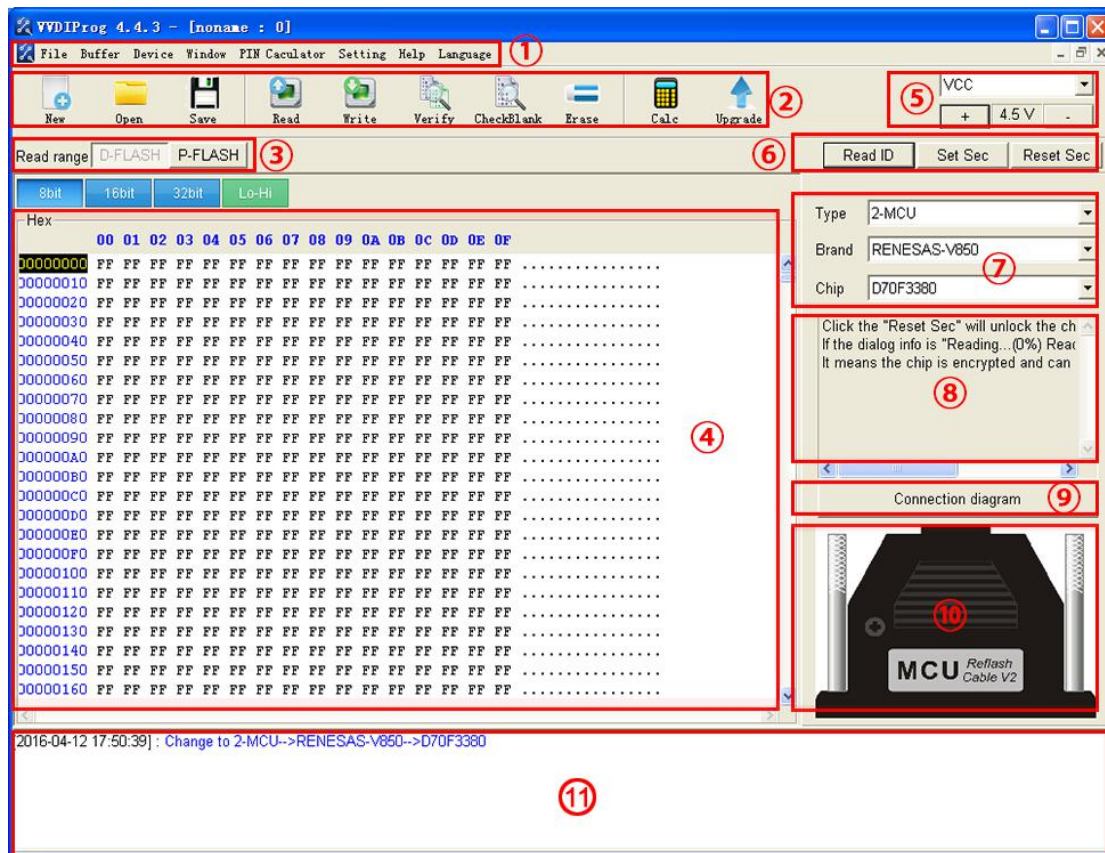 VVDIProg 4.4.3 - [noname : 0]
File Buffer Device Window PIN Caculator Setting Help Language ①
New Open Save Read Write Verify CheckBlank Erase Calc Upgrade ②
⑤ VCC
+ 4.5 V -
Read range D-FLASH P-FLASH ③
⑥ Read ID Set Sec Reset Sec
8bit 16bit 32bit Lo-Hi
Hex
00 01 02 03 04 05 06 07 08 09 0A 0B 0C 0D 0E 0F
00000000 FF FF FF FF FF FF FF FF FF FF FF FF FF FF FF FF ................
00000010 FF FF FF FF FF FF FF FF FF FF FF FF FF FF FF FF ................
00000020 FF FF FF FF FF FF FF FF FF FF FF FF FF FF FF FF ................
00000030 FF FF FF FF FF FF FF FF FF FF FF FF FF FF FF FF ................
00000040 FF FF FF FF FF FF FF FF FF FF FF FF FF FF FF FF ................
00000050 FF FF FF FF FF FF FF FF FF FF FF FF FF FF FF FF ................
00000060 FF FF FF FF FF FF FF FF FF FF FF FF FF FF FF FF ................
00000070 FF FF FF FF FF FF FF FF FF FF FF FF FF FF FF FF ................
00000080 FF FF FF FF FF FF FF FF FF FF FF FF FF FF FF FF ................
00000090 FF FF FF FF FF FF FF FF FF FF FF FF FF FF FF FF ................
000000A0 FF FF FF FF FF FF FF FF FF FF FF FF FF FF FF FF ................
000000B0 FF FF FF FF FF FF FF FF FF FF FF FF FF FF FF FF ................
000000C0 FF FF FF FF FF FF FF FF FF FF FF FF FF FF FF FF ................
000000D0 FF FF FF FF FF FF FF FF FF FF FF FF FF FF FF FF ................
000000E0 FF FF FF FF FF FF FF FF FF FF FF FF FF FF FF FF ................
000000F0 FF FF FF FF FF FF FF FF FF FF FF FF FF FF FF FF ................
00000100 FF FF FF FF FF FF FF FF FF FF FF FF FF FF FF FF ................
00000110 FF FF FF FF FF FF FF FF FF FF FF FF FF FF FF FF ................
00000120 FF FF FF FF FF FF FF FF FF FF FF FF FF FF FF FF ................
00000130 FF FF FF FF FF FF FF FF FF FF FF FF FF FF FF FF ................
00000140 FF FF FF FF FF FF FF FF FF FF FF FF FF FF FF FF ................
00000150 FF FF FF FF FF FF FF FF FF FF FF FF FF FF FF FF ................
00000160 FF FF FF FF FF FF FF FF FF FF FF FF FF FF FF FF ................
④
Type 2-MCU
Brand RENESAS-V850
⑦
Chip D70F3380
Click the "Reset Sec" will unlock the ch
If the dialog info is "Reading...(0%) Reac
It means the chip is encrypted and can
⑧
Connection diagram ⑨
⑩
MCU Reflash Cable V2
[2016-04-12 17:50:39] : Change to 2-MCU-->RENESAS-V850-->D70F3380
⑪